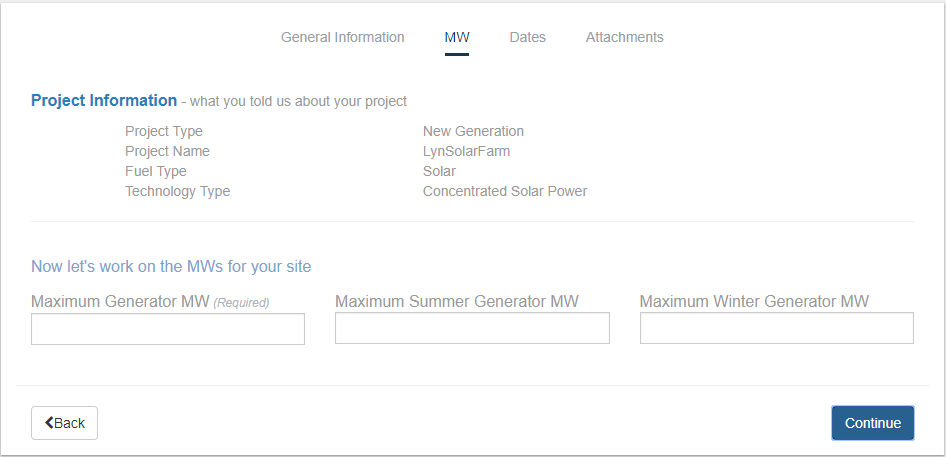 General Information MW Dates Attachments
Project Information - what you told us about your project
Project Type New Generation
Project Name LynSolarFarm
Fuel Type Solar
Technology Type Concentrated Solar Power
Now let's work on the MWs for your site
Maximum Generator MW (Required) Maximum Summer Generator MW Maximum Winter Generator MW
Back Continue